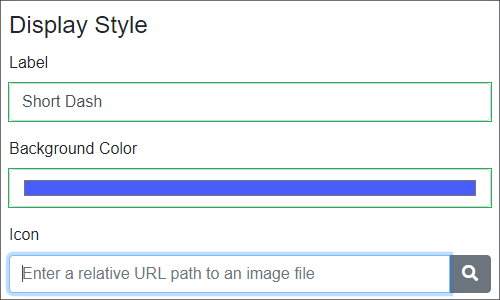 Display Style
Label
Short Dash
Background Color
Icon
Enter a relative URL path to an image file